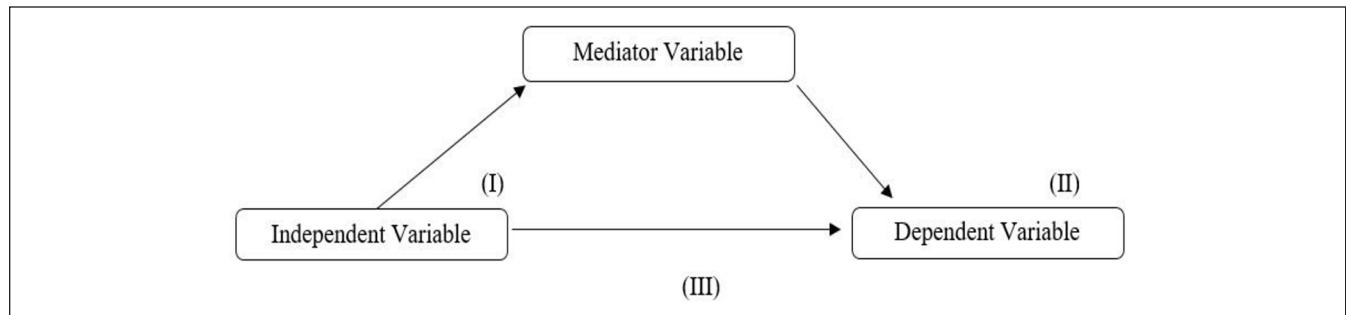 Mediator Variable
(I)
(II)
Independent Variable
Dependent Variable
(III)